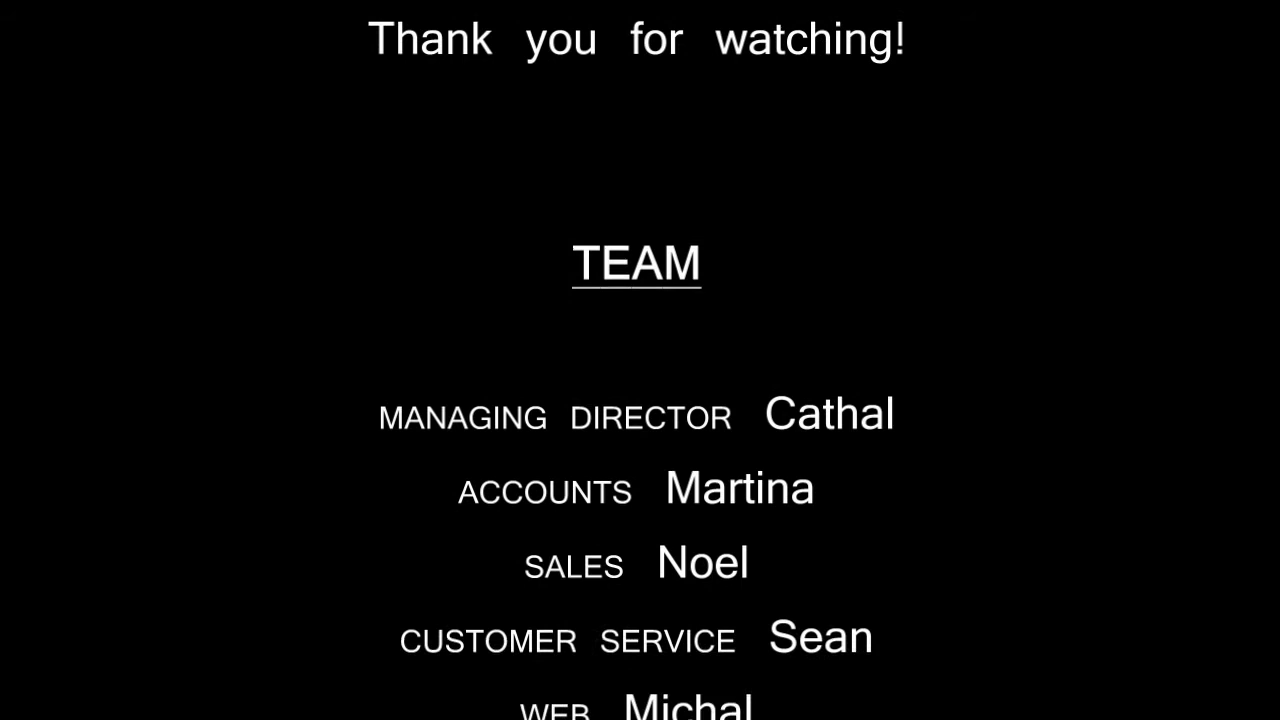 Thank you for watching!
TEAM
MANAGING DIRECTOR Cathal
ACCOUNTS Martina
SALES Noel
CUSTOMER SERVICE Sean
WEB Michal